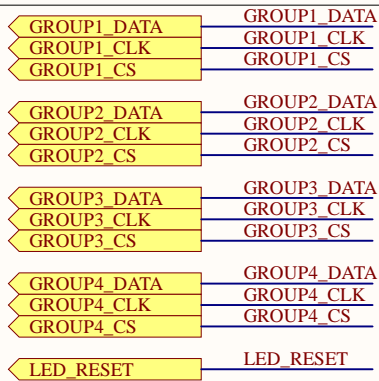 GROUP1_DATA GROUP1_DATA
GROUP1_CLK GROUP1_CLK
GROUP1_CS GROUP1_CS
GROUP2_DATA GROUP2_DATA
GROUP2_CLK GROUP2_CLK
GROUP2_CS GROUP2_CS
GROUP3_DATA GROUP3_DATA
GROUP3_CLK GROUP3_CLK
GROUP3_CS GROUP3_CS
GROUP4_DATA GROUP4_DATA
GROUP4_CLK GROUP4_CLK
GROUP4_CS GROUP4_CS
LED_RESET LED_RESET